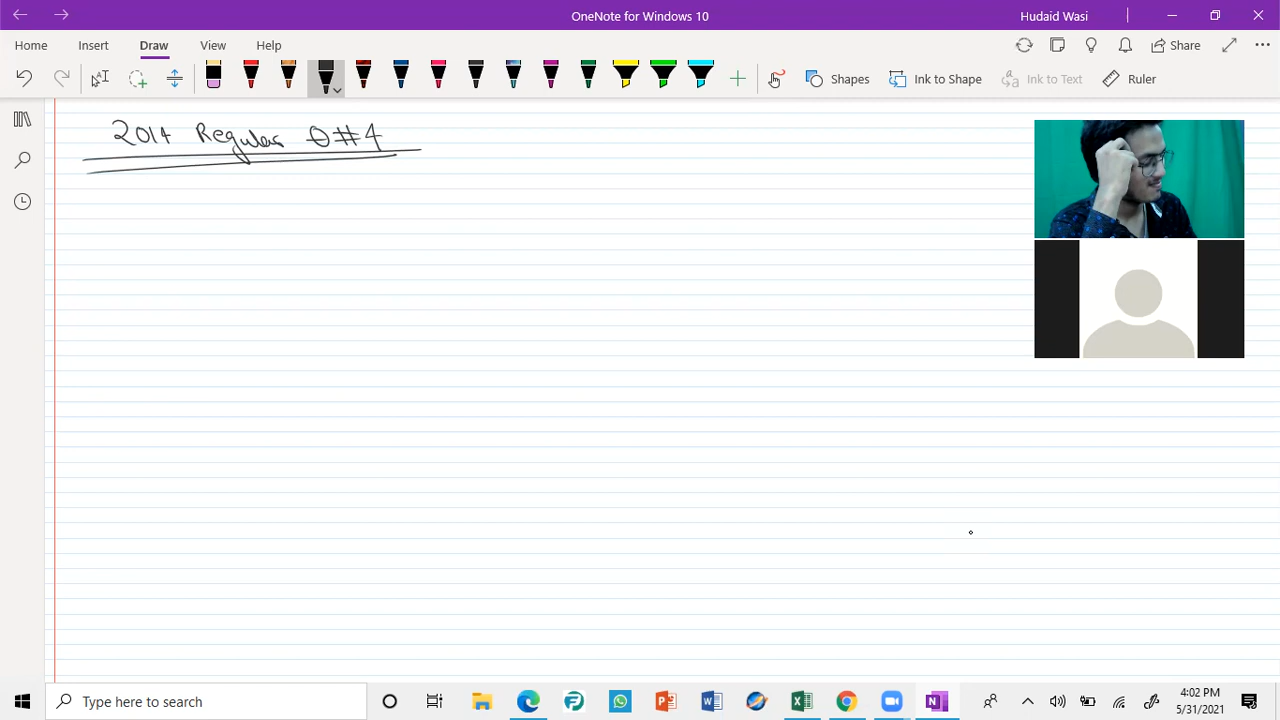 OneNote for Windows 10
Hudaid Wasi
Home Insert Draw View Help
Share
Shapes
Ink to Shape
Ink to Text
Ruler
2014 Regular Q#4
Type here to search
4:02 PM
5/31/2021